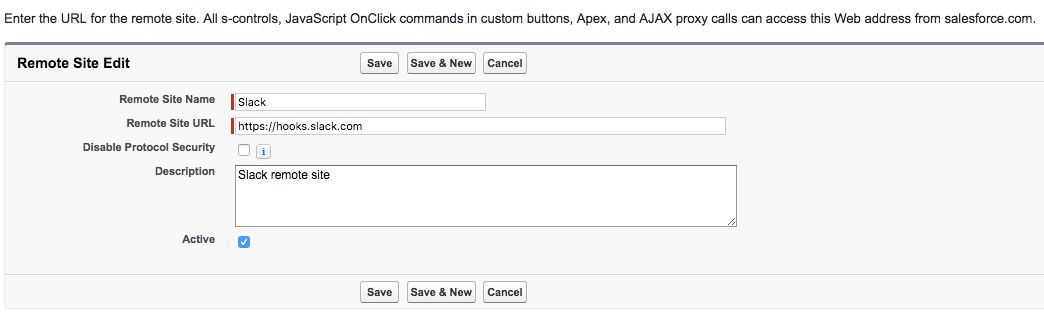 Enter the URL for the remote site. All s-controls, JavaScript OnClick commands in custom buttons, Apex, and AJAX proxy calls can access this Web address from salesforce.com.
Remote Site Edit Save Save & New Cancel
Remote Site Name Slack
Remote Site URL https://hooks.slack.com
Disable Protocol Security i
Description Slack remote site
Active
Save Save & New Cancel